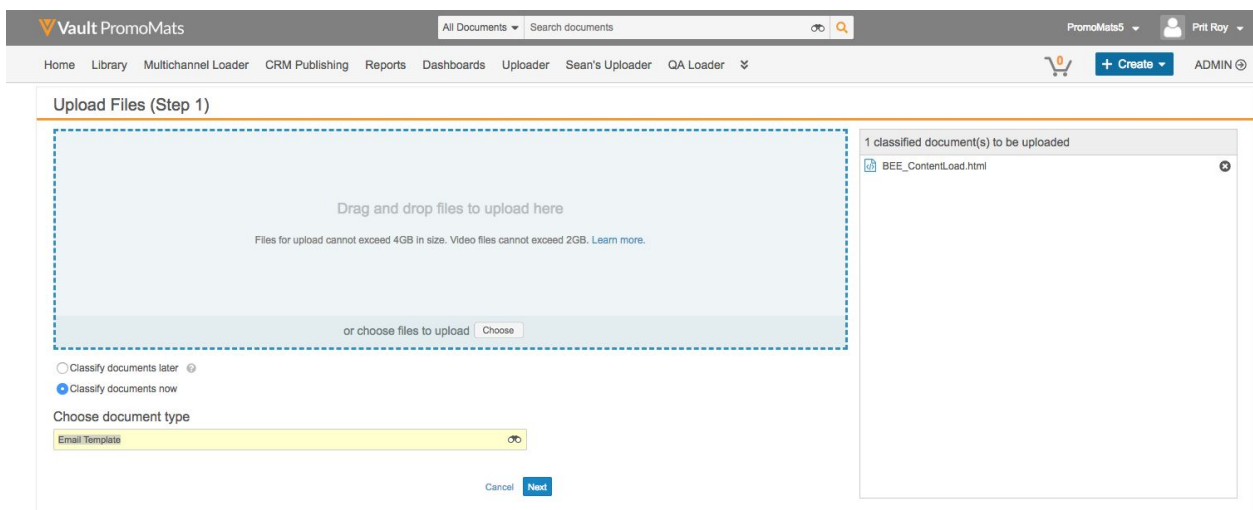 Vault PromoMats
All Documents
Search documents
PromoMats5
Prit Roy
Home Library Multichannel Loader CRM Publishing Reports Dashboards Uploader Sean's Uploader QA Loader
0
+ Create
ADMIN
Upload Files (Step 1)
Drag and drop files to upload here
Files for upload cannot exceed 4GB in size. Video files cannot exceed 2GB. Learn more.
or choose files to upload Choose
1 classified document(s) to be uploaded
BEE_ContentLoad.html
Classify documents later ?
Classify documents now
Choose document type
Email Template
Cancel Next